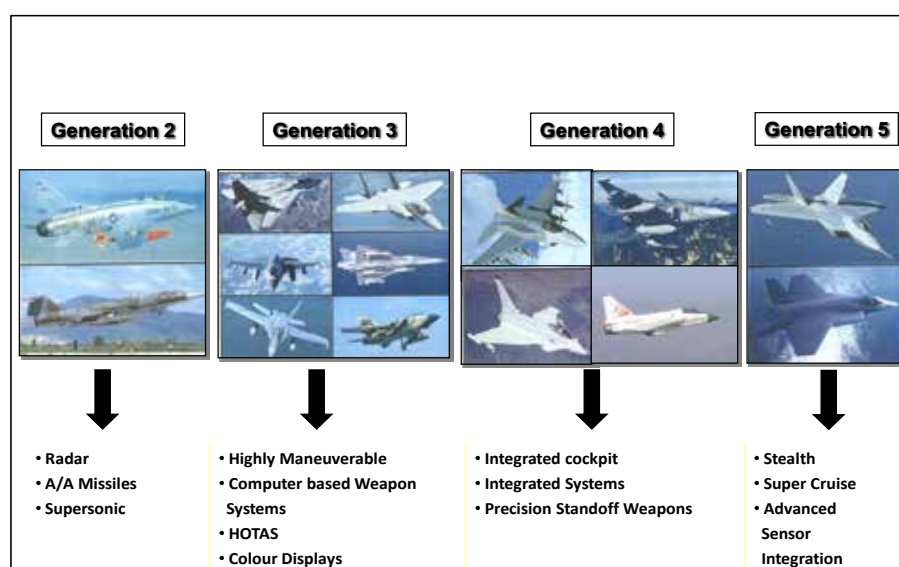 Generation 2
Generation 3
Generation 4
Generation 5
• Radar
• A/A Missiles
• Supersonic
• Highly Maneuverable
• Computer based Weapon
Systems
• HOTAS
• Colour Displays
• Integrated cockpit
• Integrated Systems
• Precision Standoff Weapons
• Stealth
• Super Cruise
• Advanced
Sensor
Integration